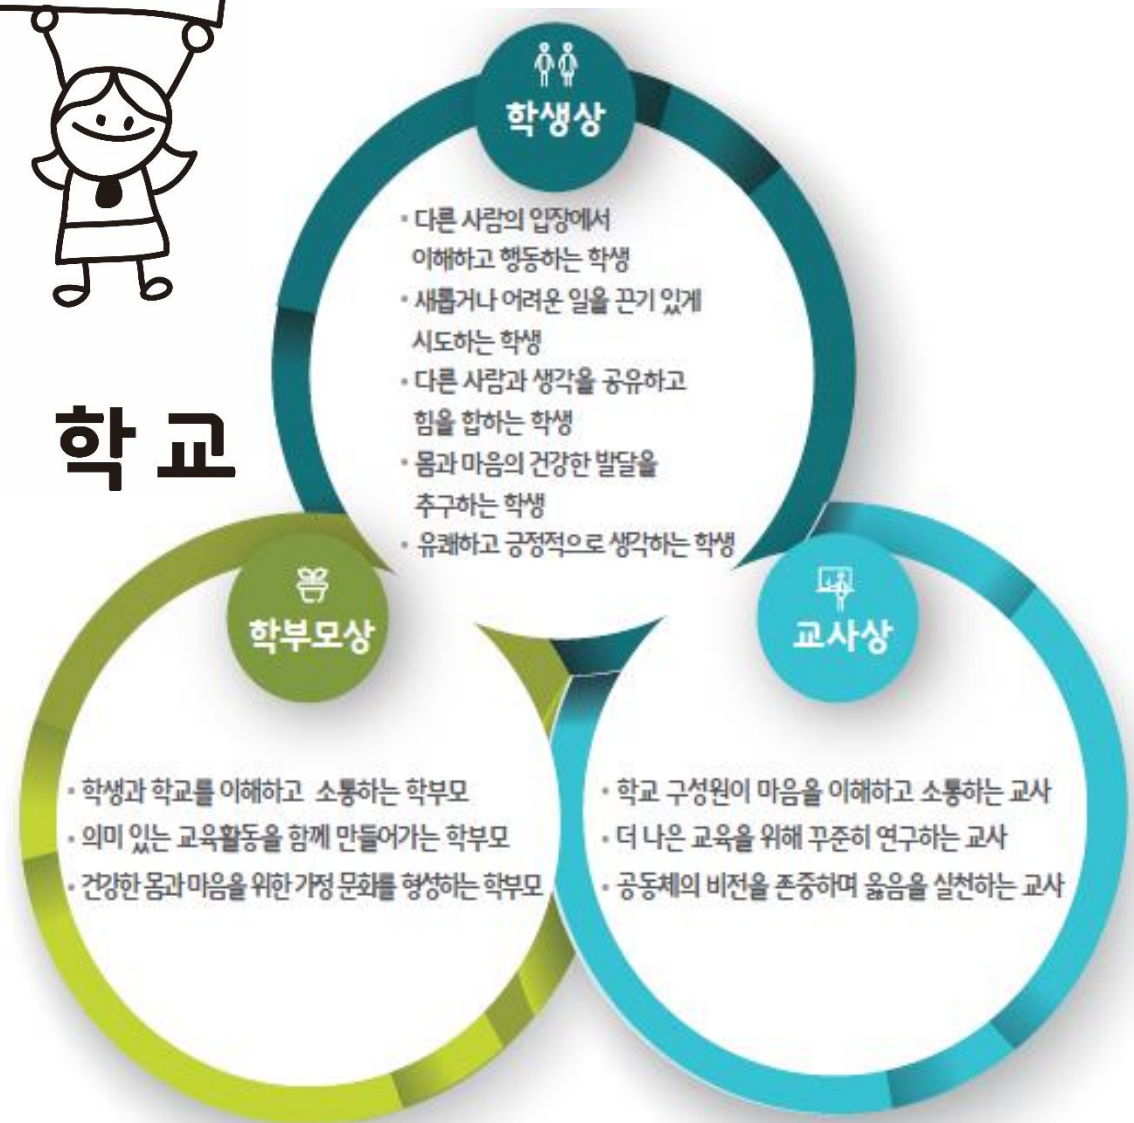 학생상
· 다른 사람의 입장에서
이해하고 행동하는 학생
· 새롭거나 어려운 일을 끈기 있게
시도하는 학생
· 다른 사람과 생각을 공유하고
힘을 합하는 학생
· 몸과 마음의 건강한 발달을
추구하는 학생
· 유쾌하고 긍정적으로 생각하는 학생
학교
학부모상
· 학생과 학교를 이해하고 소통하는 학부모
· 의미 있는 교육활동을 함께 만들어가는 학부모
· 건강한 몸과 마음을 위한 가정 문화를 형성하는 학부모
교사상
· 학교 구성원이 마음을 이해하고 소통하는 교사
· 더 나은 교육을 위해 꾸준히 연구하는 교사
· 공동체의 비전을 존중하며 옳음을 실천하는 교사